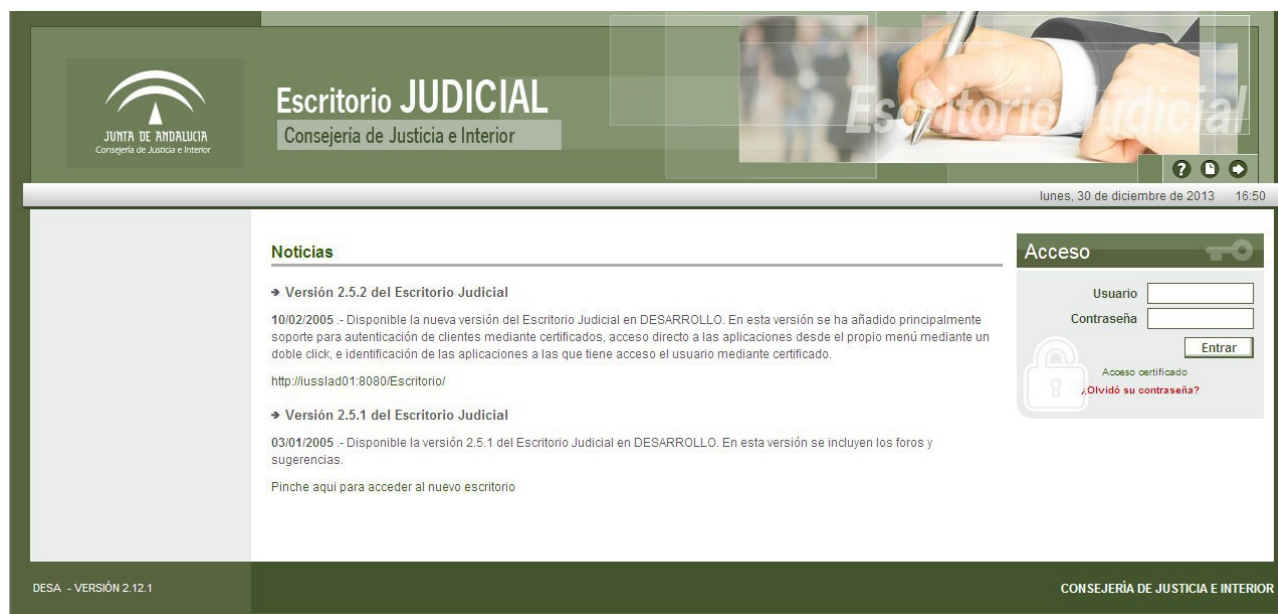 JUNTA DE ANDALUCIA
Consejería de Justicia e Interior
Escritorio JUDICIAL
Consejería de Justicia e Interior
Escritorio Judicial
lunes, 30 de diciembre de 2013 16:50
Noticias
Versión 2.5.2 del Escritorio Judicial
10/02/2005 .- Disponible la nueva versión del Escritorio Judicial en DESARROLLO. En esta versión se ha añadido principalmente
soporte para autenticación de clientes mediante certificados, acceso directo a las aplicaciones desde el propio menú mediante un
doble click, e identificación de las aplicaciones a las que tiene acceso el usuario mediante certificado.
http://iusslad01:8080/Escritorio/
Versión 2.5.1 del Escritorio Judicial
03/01/2005 .- Disponible la versión 2.5.1 del Escritorio Judicial en DESARROLLO. En esta versión se incluyen los foros y
sugerencias.
Pinche aqui para acceder al nuevo escritorio
Acceso
Usuario
Contraseña
Entrar
Acceso certificado
¿Olvidó su contraseña?
DESA - VERSIÓN 2.12.1
CONSEJERÍA DE JUSTICIA E INTERIOR